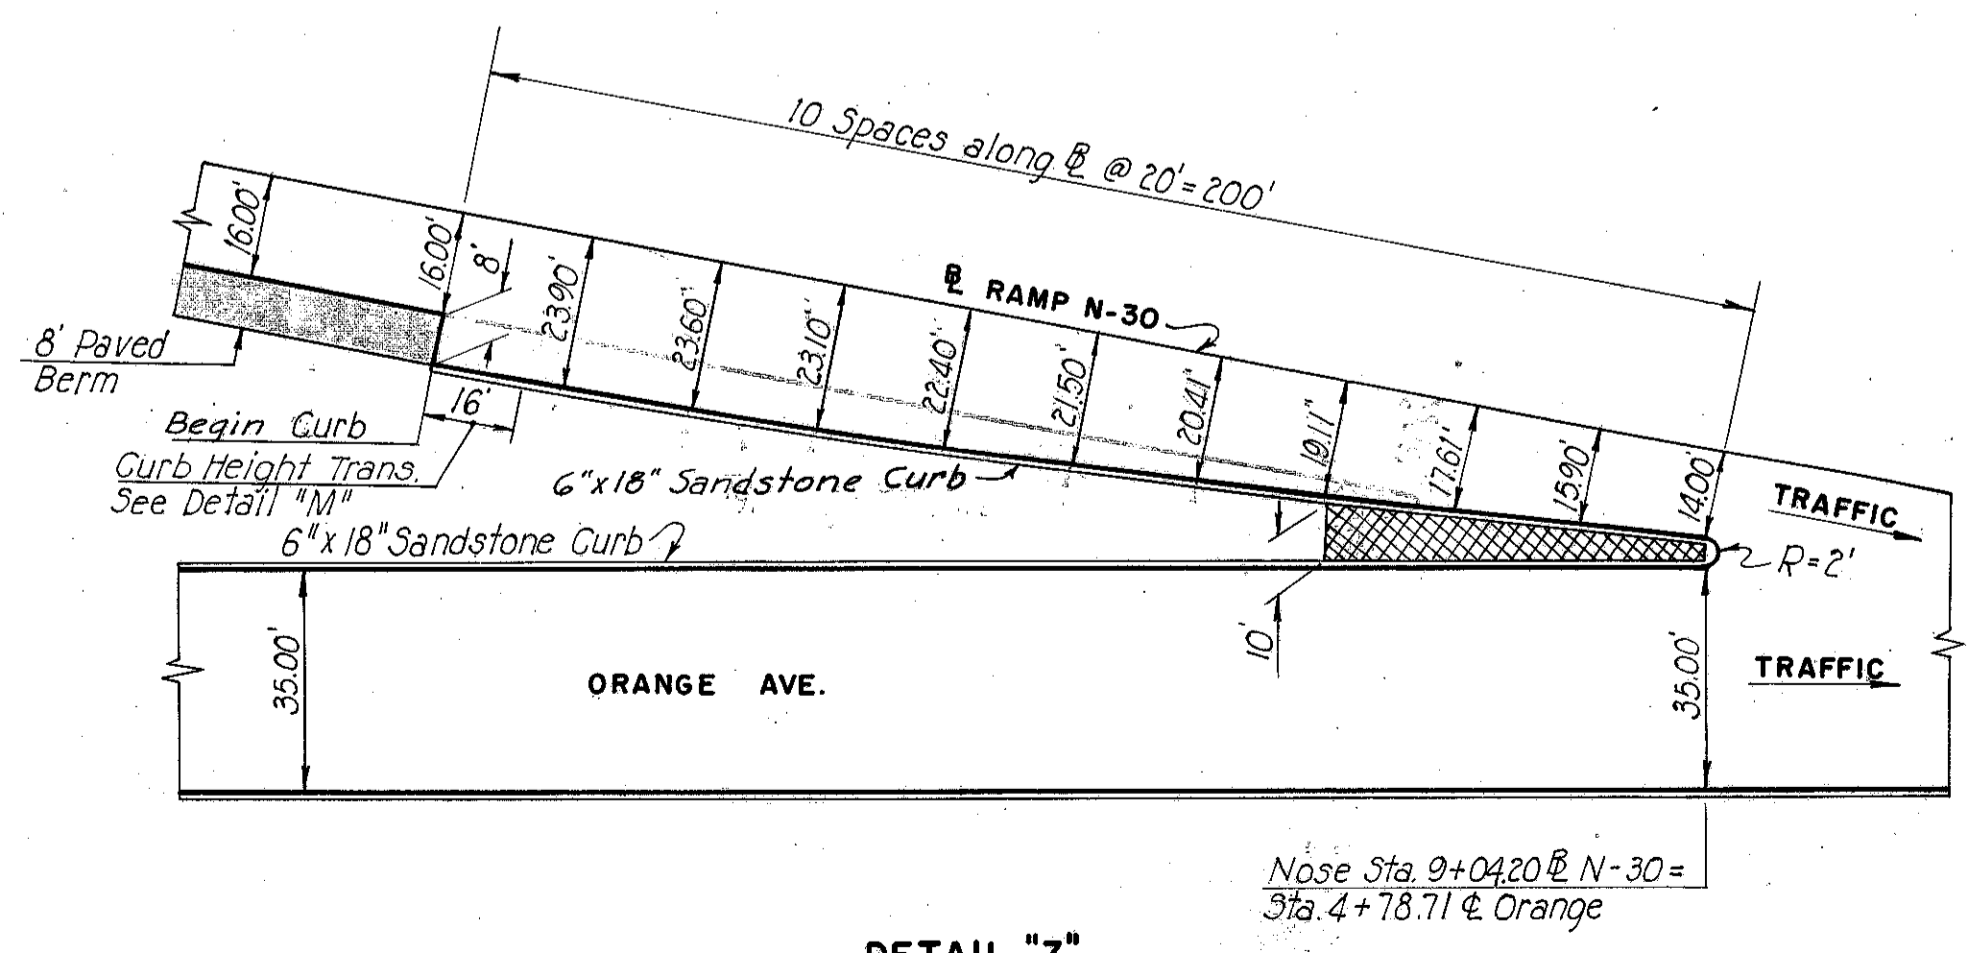 10 Spaces along ℞ @ 20'=200'
16.00'
16.00'
8'
23.90'
23.60"
23.10"
22.40'
21.50"
20.41"
19.11"
17.61'
15.90'
14.00'
RAMP N-30
8' Paved
Berm
16'
Begin Curb
Curb Height Trans.
See Detail "M"
6"x18" Sandstone Curb
6"x18" Sandstone Curb
TRAFFIC
R=2'
10'
35.00'
ORANGE AVE.
35.00'
TRAFFIC
Nose Sta. 9+04.20 ℞ N-30=
Sta. 4+78.71 ℄ Orange
DETAIL "Z"